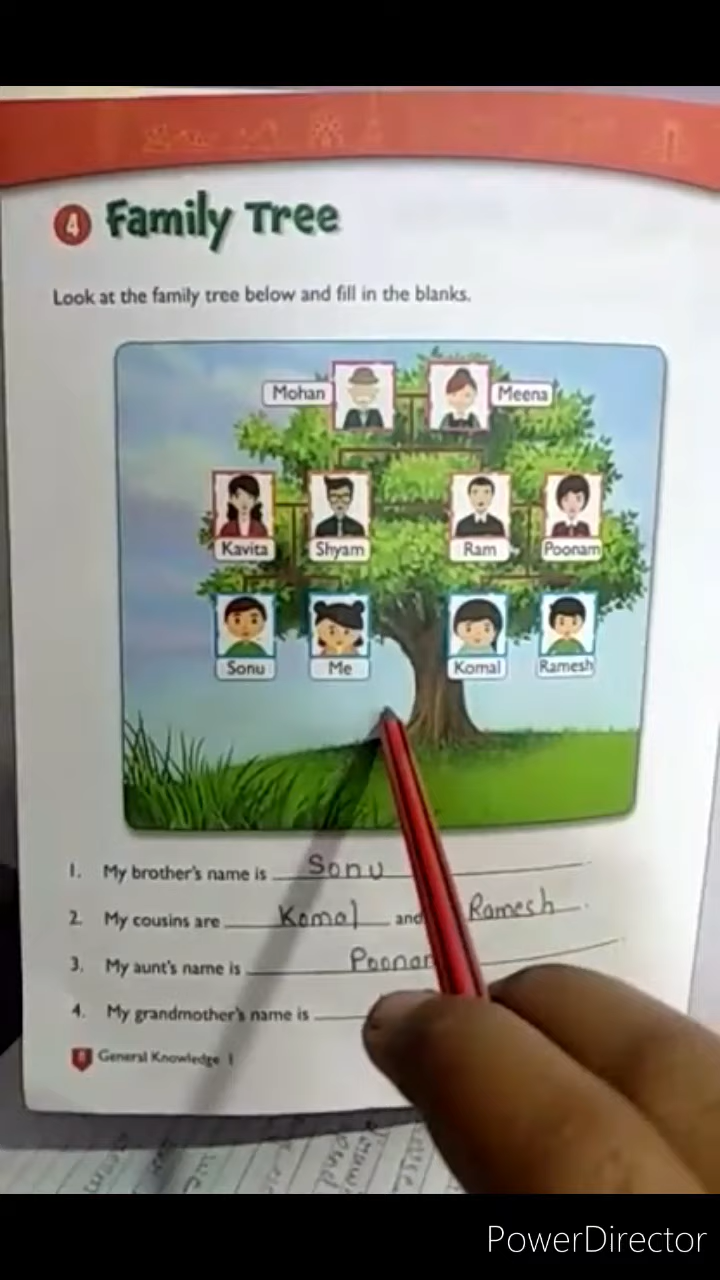 4 Family Tree
Look at the family tree below and fill in the blanks.
Mohan Meena
Kavita Shyam Ram Poonam
Sonu Me Komal Ramesh
1. My brother's name is Sonu
2. My cousins are Komal and Ramesh.
3. My aunt's name is
4. My grandmother's name is
8 General Knowledge 1
PowerDirector